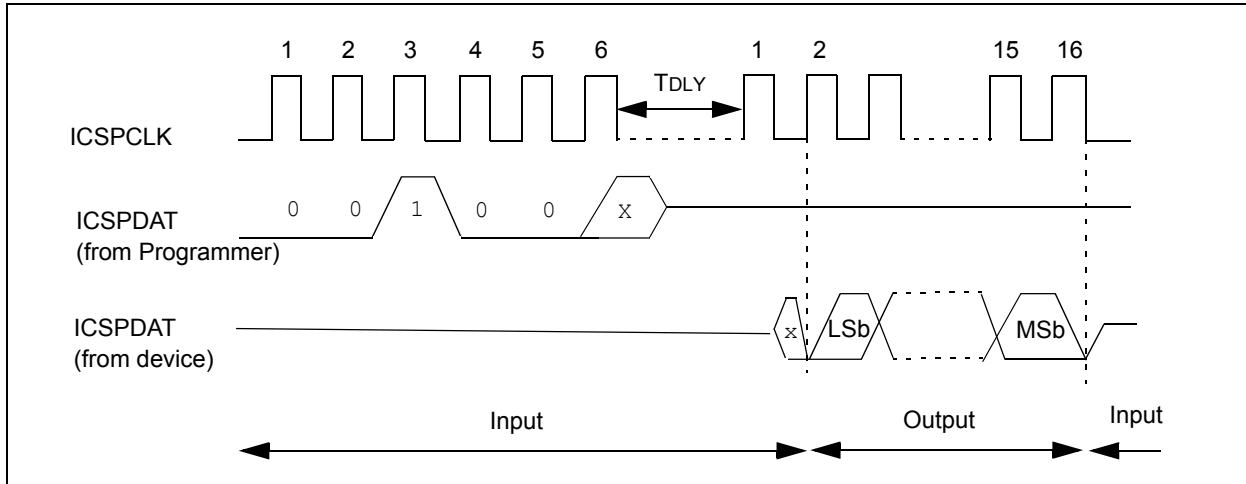 1 2 3 4 5 6 1 2 15 16
TDLY
ICSPCLK
0 0 1 0 0 X
ICSPDAT
(from Programmer)
ICSPDAT
(from device)
x LSb MSb
Input Output Input